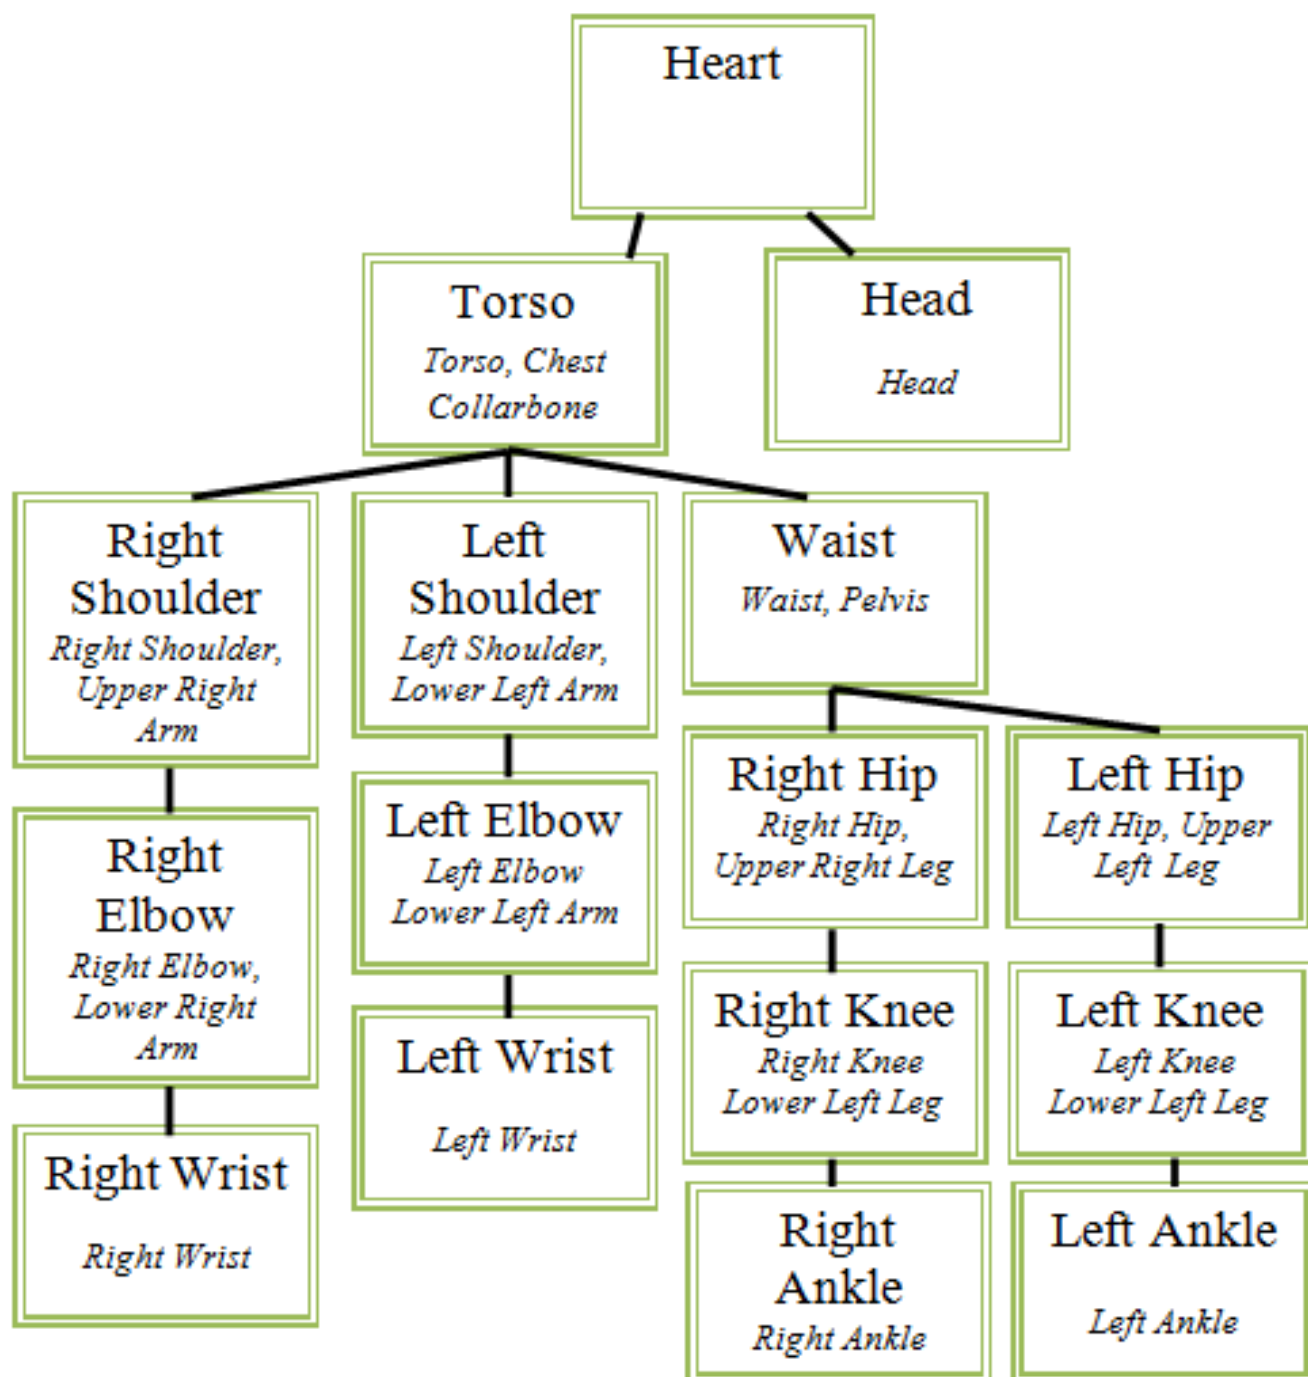 Heart
Torso
Torso, Chest
Collarbone
Head
Head
Right
Shoulder
Right Shoulder,
Upper Right
Arm
Left
Shoulder
Left Shoulder,
Lower Left Arm
Waist
Waist, Pelvis
Right
Elbow
Right Elbow,
Lower Right
Arm
Left Elbow
Left Elbow
Lower Left Arm
Right Hip
Right Hip,
Upper Right Leg
Left Hip
Left Hip, Upper
Left Leg
Right Wrist
Right Wrist
Left Wrist
Left Wrist
Right Knee
Right Knee
Lower Left Leg
Left Knee
Left Knee
Lower Left Leg
Right
Ankle
Right Ankle
Left Ankle
Left Ankle